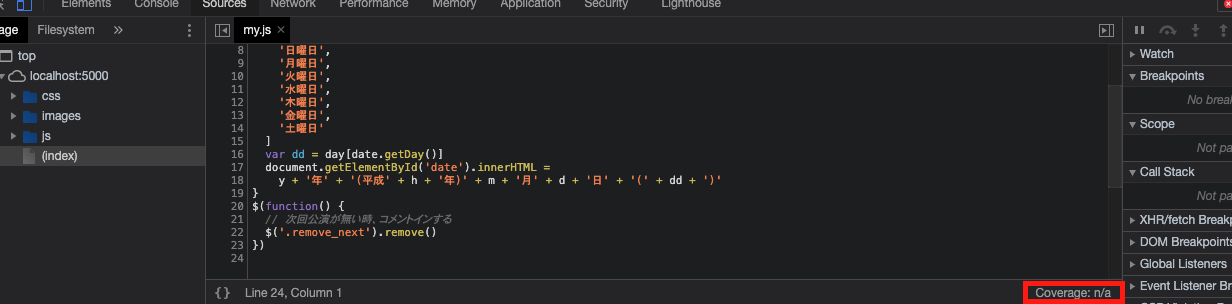 Elements Console Sources Network Performance Memory Application Security Lighthouse
age Filesystem »
my.js ×
top
localhost:5000
css
images
js
(index)
8 '日曜日',
9 '月曜日',
10 '火曜日',
11 '水曜日',
12 '木曜日',
13 '金曜日',
14 '土曜日'
15 ]
16 var dd = day[date.getDay()]
17 document.getElementById('date').innerHTML =
18 y + '年' + '(平成' + h + '年)' + m + '月' + d + '日' + '(' + dd + ')'
19 }
20 $(function() {
21 // 次回公演が無い時、コメントインする
22 $('.remove_next').remove()
23 })
24
{} Line 24, Column 1
Coverage: n/a
Watch
Breakpoints
No brea
Scope
Not pa
Call Stack
Not pa
XHR/fetch Breakp
DOM Breakpoints
Global Listeners
Event Listener Br